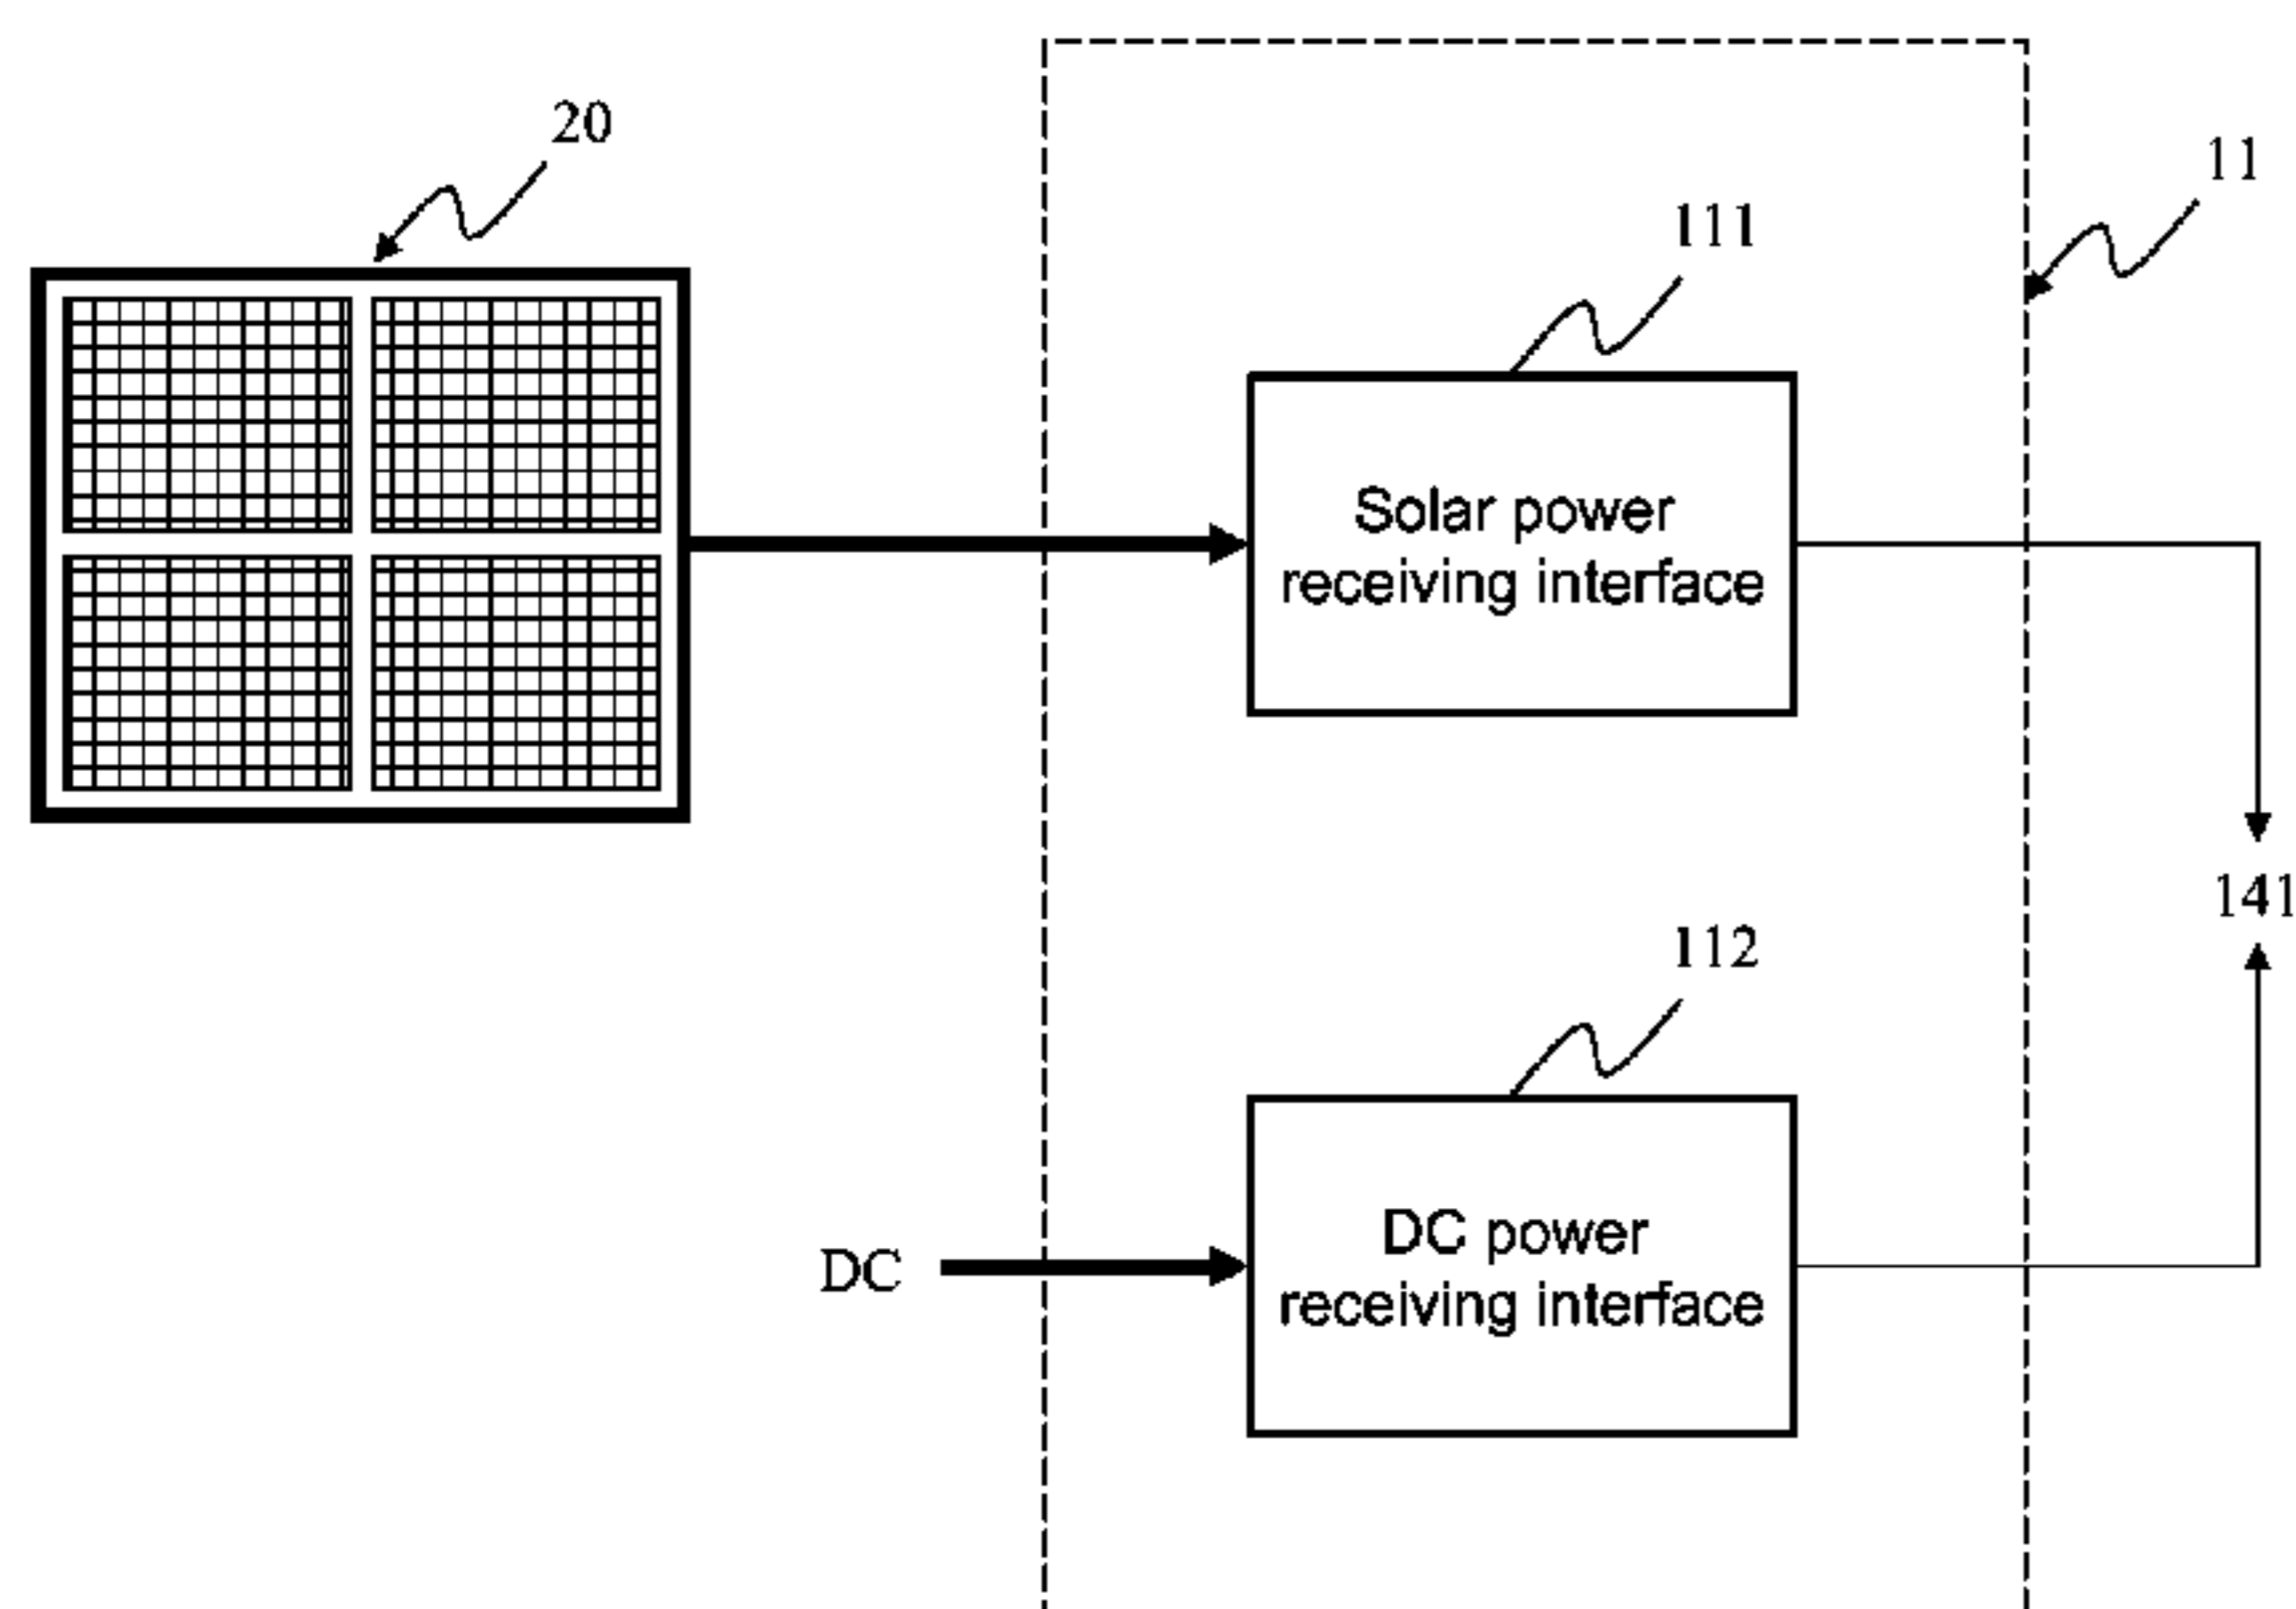 20
11
111
Solar power
receiving interface
141
112
DC power
receiving interface
DC